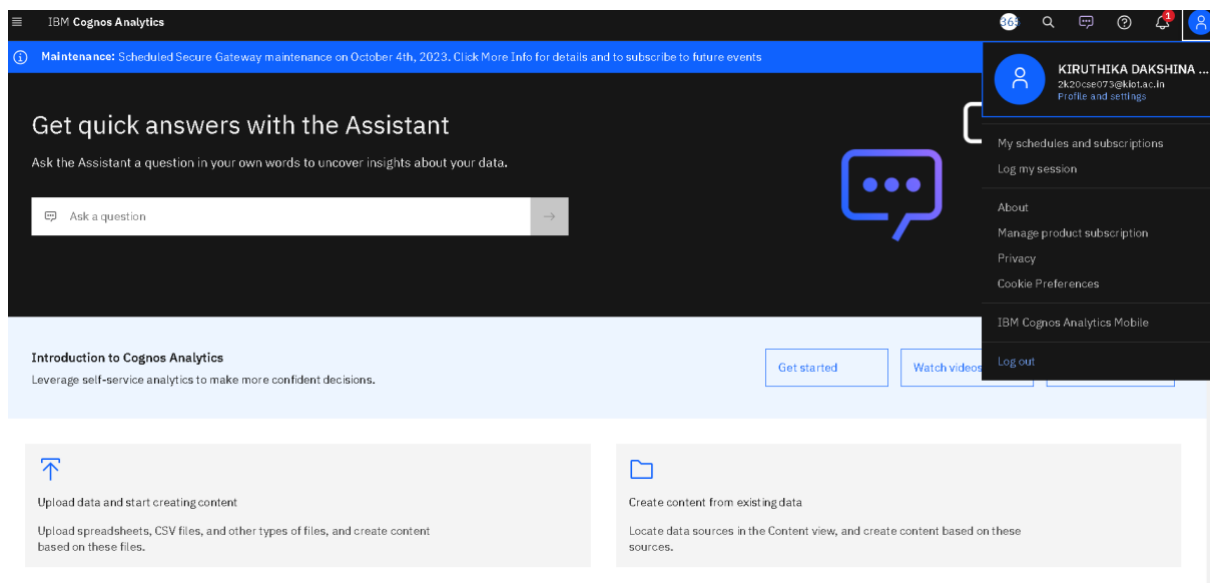 IBM Cognos Analytics
363
1
Maintenance: Scheduled Secure Gateway maintenance on October 4th, 2023. Click More Info for details and to subscribe to future events
KIRUTHIKA DAKSHINA ...
2k20cse073@kiot.ac.in
Profile and settings
Get quick answers with the Assistant
Ask the Assistant a question in your own words to uncover insights about your data.
Ask a question
My schedules and subscriptions
Log my session
About
Manage product subscription
Privacy
Cookie Preferences
IBM Cognos Analytics Mobile
Log out
Introduction to Cognos Analytics
Leverage self-service analytics to make more confident decisions.
Get started
Watch videos
Upload data and start creating content
Upload spreadsheets, CSV files, and other types of files, and create content
based on these files.
Create content from existing data
Locate data sources in the Content view, and create content based on these
sources.